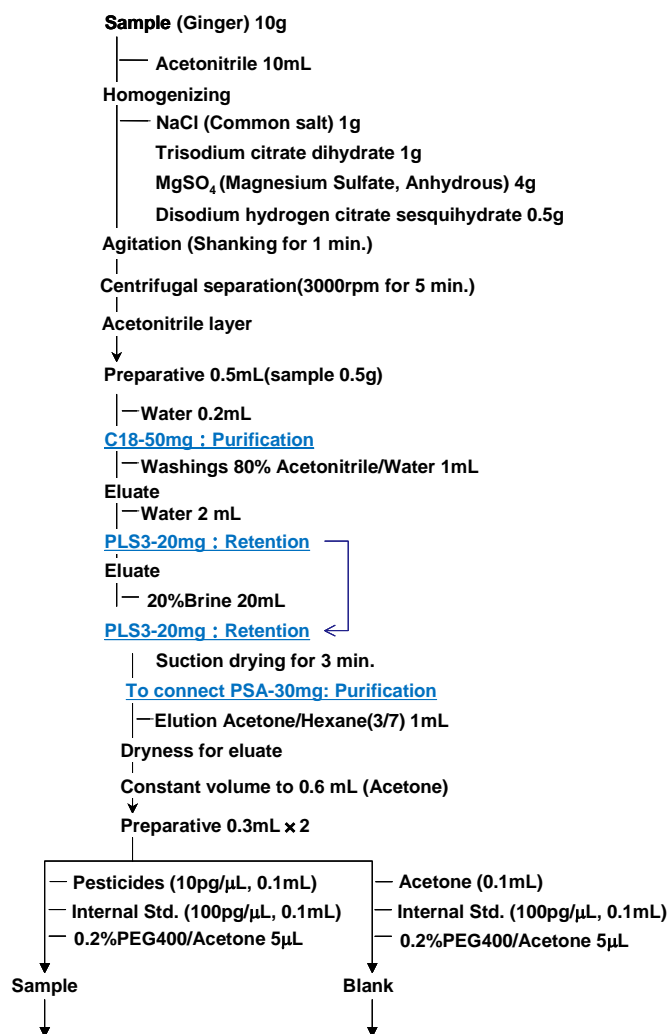 Sample (Ginger) 10g
Acetonitrile 10mL
Homogenizing
NaCl (Common salt) 1g
Trisodium citrate dihydrate 1g
MgSO4 (Magnesium Sulfate, Anhydrous) 4g
Disodium hydrogen citrate sesquihydrate 0.5g
Agitation (Shanking for 1 min.)
Centrifugal separation(3000rpm for 5 min.)
Acetonitrile layer
Preparative 0.5mL(sample 0.5g)
Water 0.2mL
C18-50mg : Purification
Washings 80% Acetonitrile/Water 1mL
Eluate
Water 2 mL
PLS3-20mg : Retention
Eluate
20%Brine 20mL
PLS3-20mg : Retention
Suction drying for 3 min.
To connect PSA-30mg: Purification
Elution Acetone/Hexane(3/7) 1mL
Dryness for eluate
Constant volume to 0.6 mL (Acetone)
Preparative 0.3mL × 2
Pesticides (10pg/μL, 0.1mL)
Internal Std. (100pg/μL, 0.1mL)
0.2%PEG400/Acetone 5μL
Sample
Acetone (0.1mL)
Internal Std. (100pg/μL, 0.1mL)
0.2%PEG400/Acetone 5μL
Blank